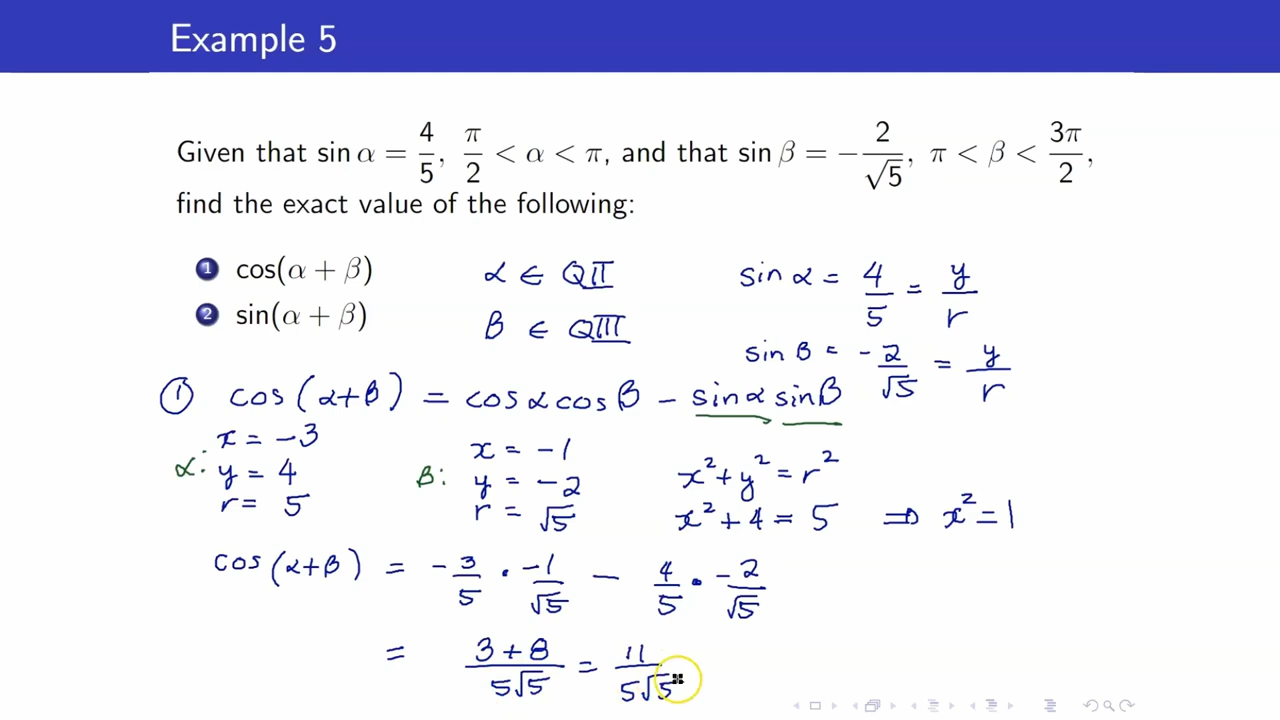 Example 5
Given that sin α = 4/5, π/2 < α < π, and that sin β = −2/√5, π < β < 3π/2,
find the exact value of the following:
1 cos(α + β)
2 sin(α + β)
α ∈ QII
β ∈ QIII
sin α = 4/5 = y/r
sin β = -2/√5 = y/r
① cos(α+β) = cos α cos β − sin α sin β
α: x = -3
y = 4
r = 5
β: x = -1
y = -2
r = √5
x² + y² = r²
x² + 4 = 5 ⇒ x² = 1
cos(α+β) = -3/5 · -1/√5 − 4/5 · -2/√5
= 3+8/5√5 = 11/5√5